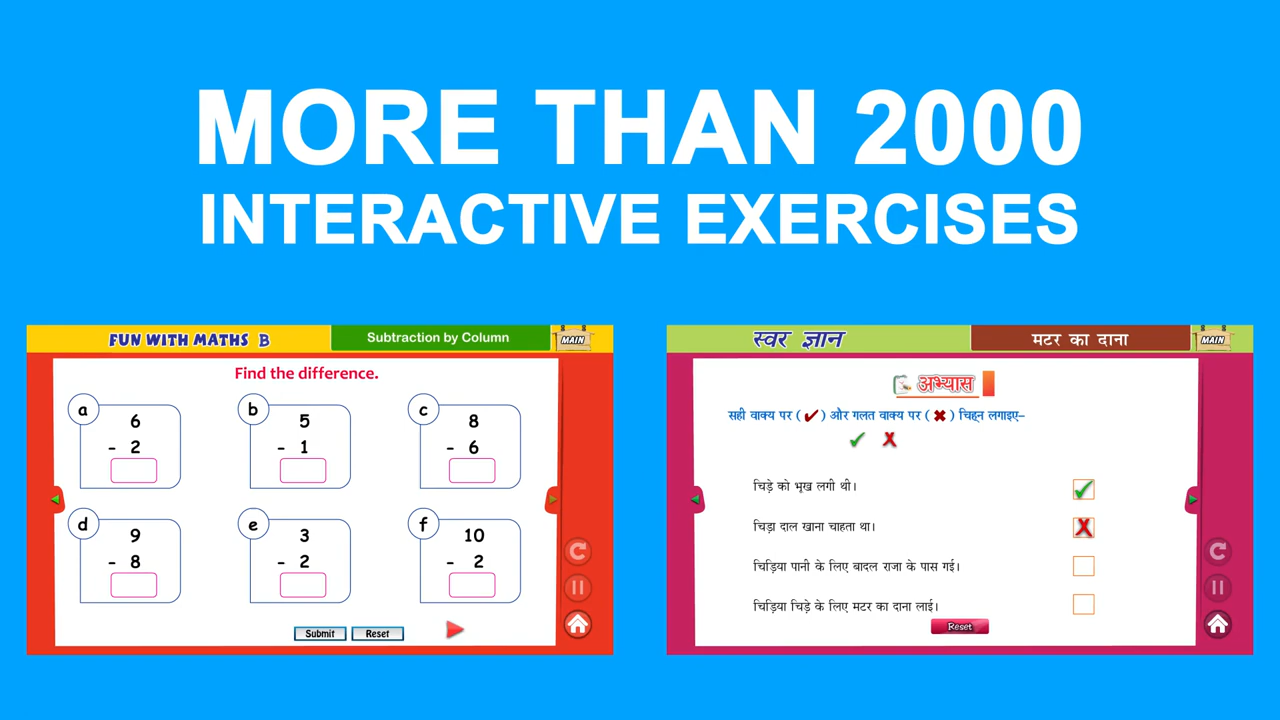 MORE THAN 2000
INTERACTIVE EXERCISES
FUN WITH MATHS B
Subtraction by Column
MAIN
Find the difference.
a
6
- 2
b
5
- 1
c
8
- 6
d
9
- 8
e
3
- 2
f
10
- 2
Submit
Reset
स्वर ज्ञान
मटर का दाना
MAIN
अभ्यास
सही वाक्य पर ( ✔ ) और गलत वाक्य पर ( ✖ ) चिह्न लगाइए–
✓ ✗
चिड़े को भूख लगी थी। ✓
चिड़ा दाल खाना चाहता था। ✗
चिड़िया पानी के लिए बादल राजा के पास गई।
चिड़िया चिड़े के लिए मटर का दाना लाई।
Reset